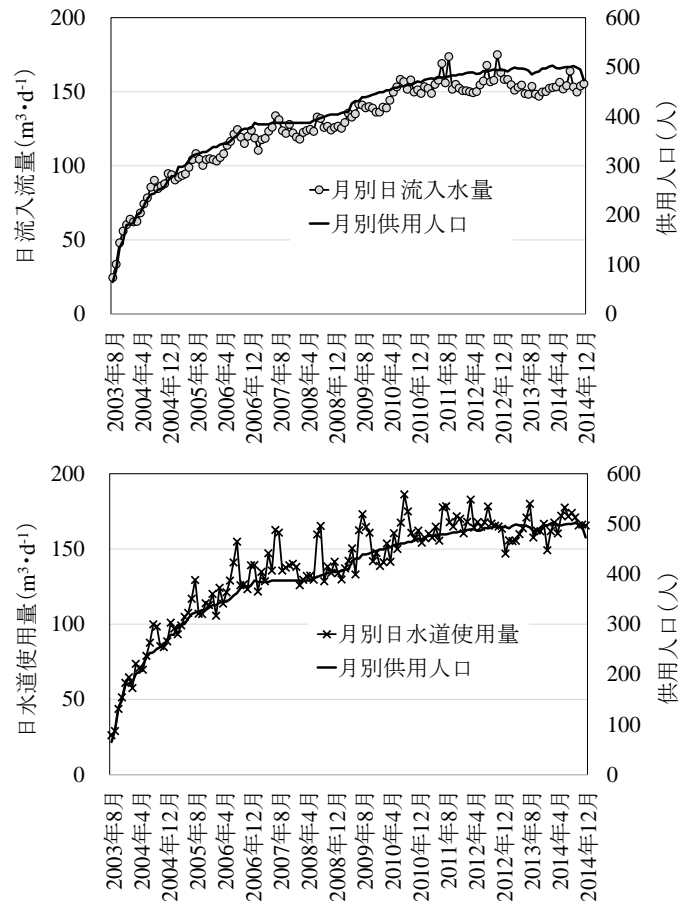 日流入流量(m³・d⁻¹)
200
150
100
50
0
月別日流入水量
月別供用人口
600
500
400
300
200
100
0
供用人口(人)
2003年8月
2004年4月
2004年12月
2005年8月
2006年4月
2006年12月
2007年8月
2008年4月
2008年12月
2009年8月
2010年4月
2010年12月
2011年8月
2012年4月
2012年12月
2013年8月
2014年4月
2014年12月
日水道使用量(m³・d⁻¹)
200
150
100
50
0
月別日水道使用量
月別供用人口
600
500
400
300
200
100
0
供用人口(人)
2003年8月
2004年4月
2004年12月
2005年8月
2006年4月
2006年12月
2007年8月
2008年4月
2008年12月
2009年8月
2010年4月
2010年12月
2011年8月
2012年4月
2012年12月
2013年8月
2014年4月
2014年12月